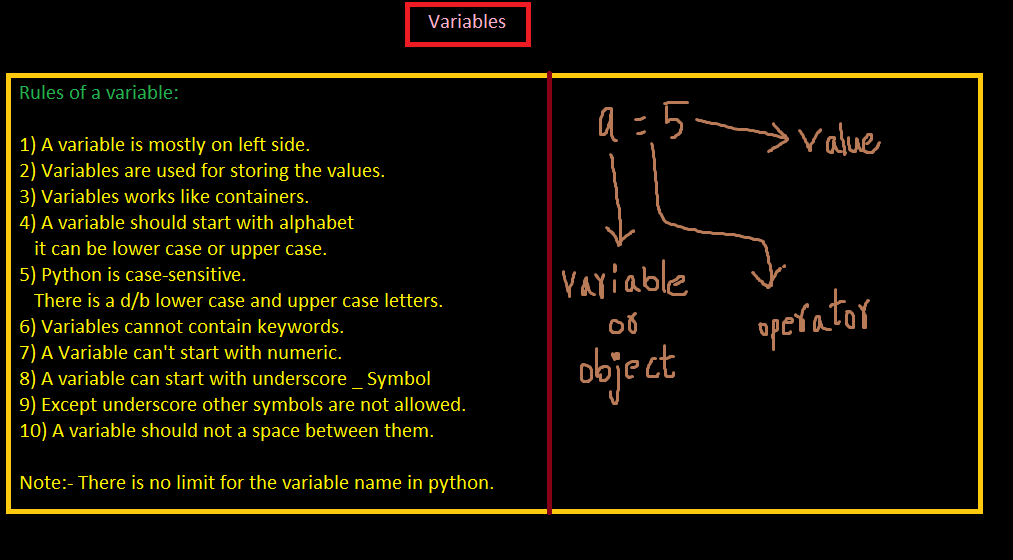 Variables
Rules of a variable:
1) A variable is mostly on left side.
2) Variables are used for storing the values.
3) Variables works like containers.
4) A variable should start with alphabet
it can be lower case or upper case.
5) Python is case-sensitive.
There is a d/b lower case and upper case letters.
6) Variables cannot contain keywords.
7) A Variable can't start with numeric.
8) A variable can start with underscore _ Symbol
9) Except underscore other symbols are not allowed.
10) A variable should not a space between them.
Note:- There is no limit for the variable name in python.
a = 5
value
variable
or
object
operator